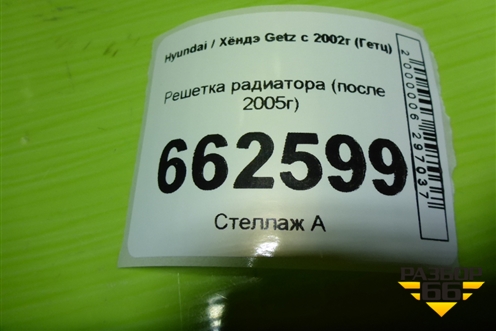 Hyundai / Хёндэ Getz с 2002г (Гетц)
Решетка радиатора (после
2005г)
662599
Стеллаж А
2000006297037
РАЗБОР
66